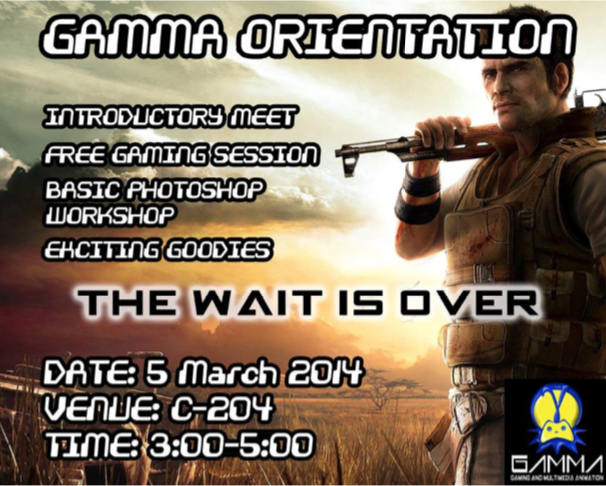 GAMMA ORIENTATION
INTRODUCTORY MEET
FREE GAMING SESSION
BASIC PHOTOSHOP
WORKSHOP
EXCITING GOODIES
THE WAIT IS OVER
DATE: 5 March 2014
VENUE: C-204
TIME: 3:00-5:00
GAMMA
GAMING AND MULTIMEDIA ANIMATION